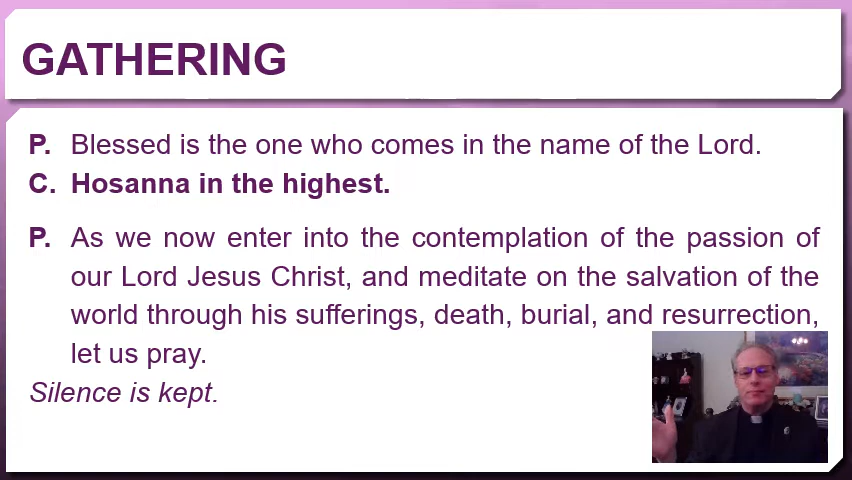 GATHERING
P. Blessed is the one who comes in the name of the Lord.
C. Hosanna in the highest.
P. As we now enter into the contemplation of the passion of
our Lord Jesus Christ, and meditate on the salvation of the
world through his sufferings, death, burial, and resurrection,
let us pray.
Silence is kept.